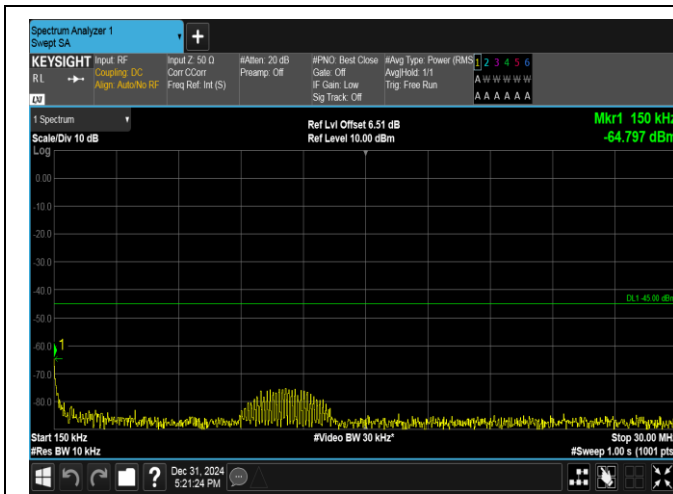 Spectrum Analyzer 1
Swept SA
KEYSIGHT Input: RF Input Z: 50 Ω #Atten: 20 dB #PNO: Best Close #Avg Type: Power (RMS 1 2 3 4 5 6
RL Coupling: DC Corr CCorr Preamp: Off Gate: Off Avg|Hold: 1/1 A W W W W W
Align: Auto/No RF Freq Ref: Int (S) IF Gain: Low Trig: Free Run
LXI Sig Track: Off A A A A A A
1 Spectrum Ref Lvl Offset 6.51 dB Mkr1 150 kHz
Scale/Div 10 dB Ref Level 10.00 dBm -64.797 dBm
Log
0.00
-10.0
-20.0
-30.0
-40.0
DL1 -45.00 dBm
-50.0
-60.0 1
-70.0
-80.0
Start 150 kHz #Video BW 30 kHz* Stop 30.00 MHz
#Res BW 10 kHz #Sweep 1.00 s (1001 pts
? Dec 31, 2024
5:21:24 PM